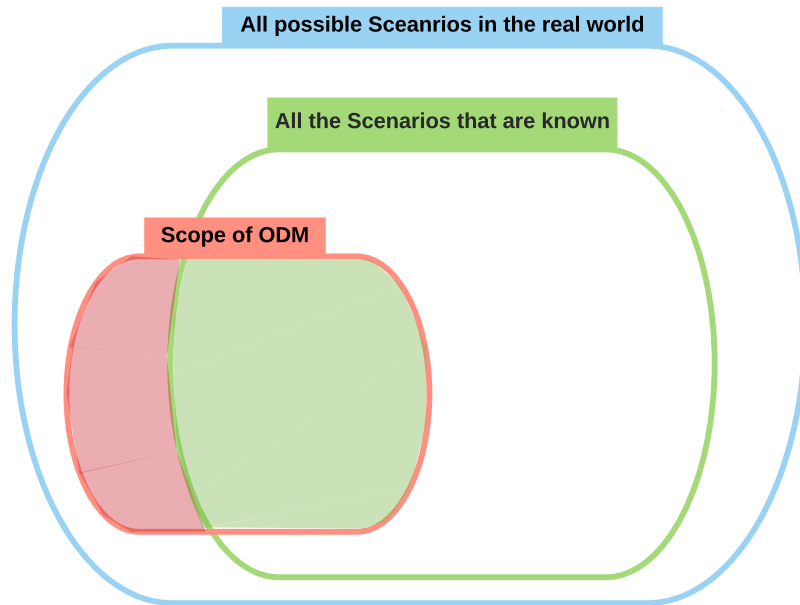 All possible Sceanrios in the real world
All the Scenarios that are known
Scope of ODM